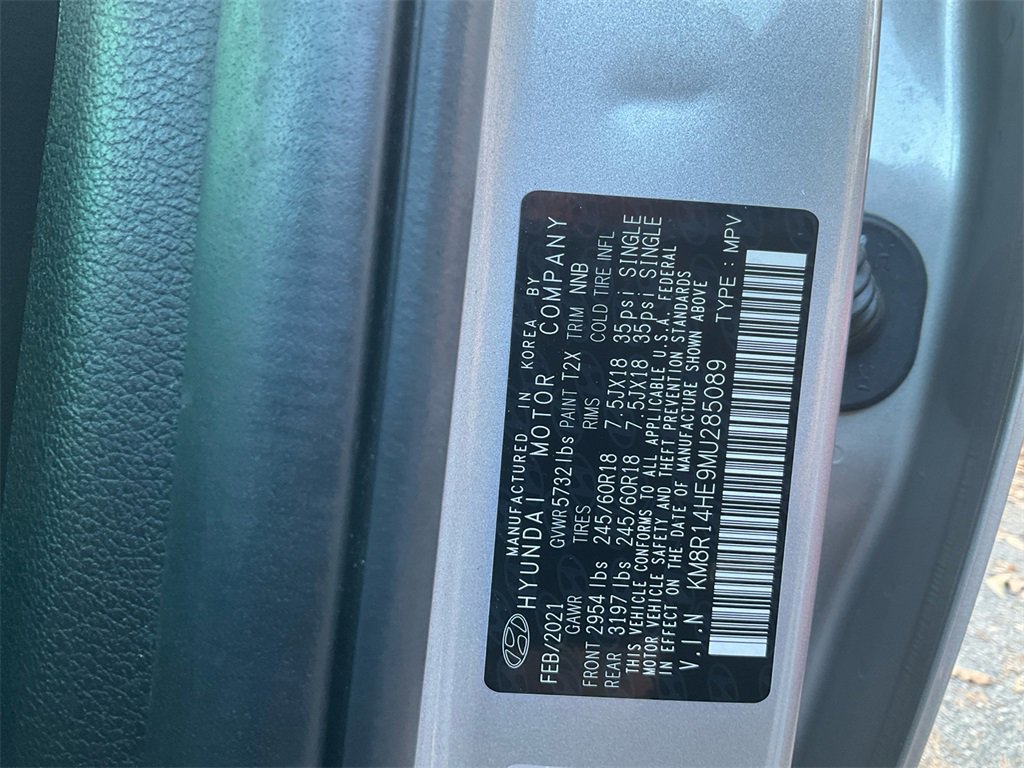 MANUFACTURED IN KOREA BY
HYUNDAI MOTOR COMPANY
FEB/2021 GVWR 5732 lbs PAINT T2X TRIM NNB
GAWR TIRES RIMS COLD TIRE INFL
FRONT 2954 lbs 245/60R18 7.5JX18 35psi SINGLE
REAR 3197 lbs 245/60R18 7.5JX18 35psi SINGLE
THIS VEHICLE CONFORMS TO ALL APPLICABLE U.S.A. FEDERAL
MOTOR VEHICLE SAFETY AND THEFT PREVENTION STANDARDS
IN EFFECT ON THE DATE OF MANUFACTURE SHOWN ABOVE
V.I.N KM8R14HE9MU285089 TYPE : MPV